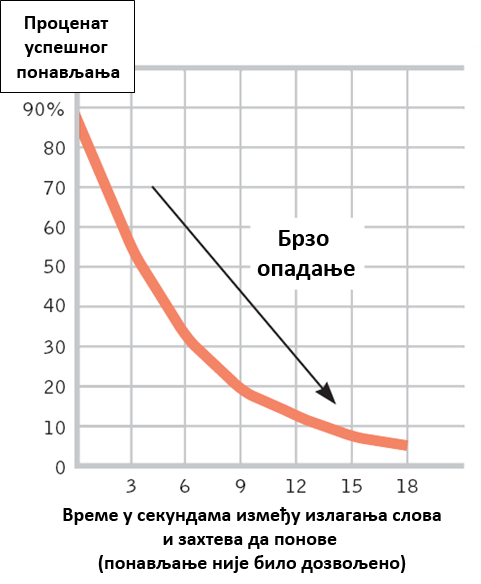 Проценат
успешног
понављања
90%
80
70
60
50
40
30
20
10
0
Брзо
опадање
3 6 9 12 15 18
Време у секундама између излагања слова
и захтева да понове
(понављање није било дозвољено)